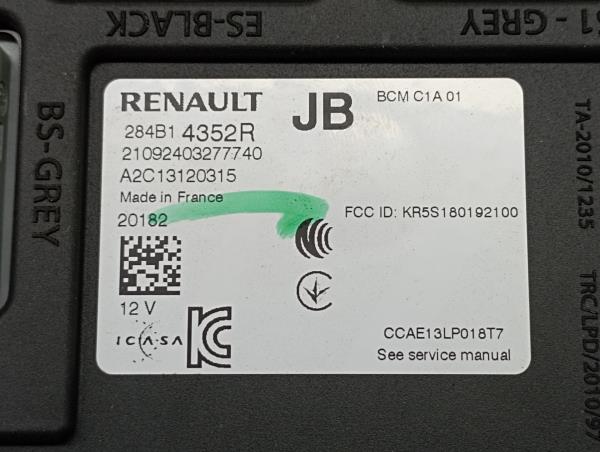 ES-BLACK
S1-GREY
BS-GREY
RENAULT
JB
BCM C1A 01
284B1 4352R
21092403277740
A2C13120315
Made in France
20182
FCC ID: KR5S180192100
12 V
ICASA
CCAE13LP018T7
See service manual
TA-2010/1235
TRC/LPD/2010/97